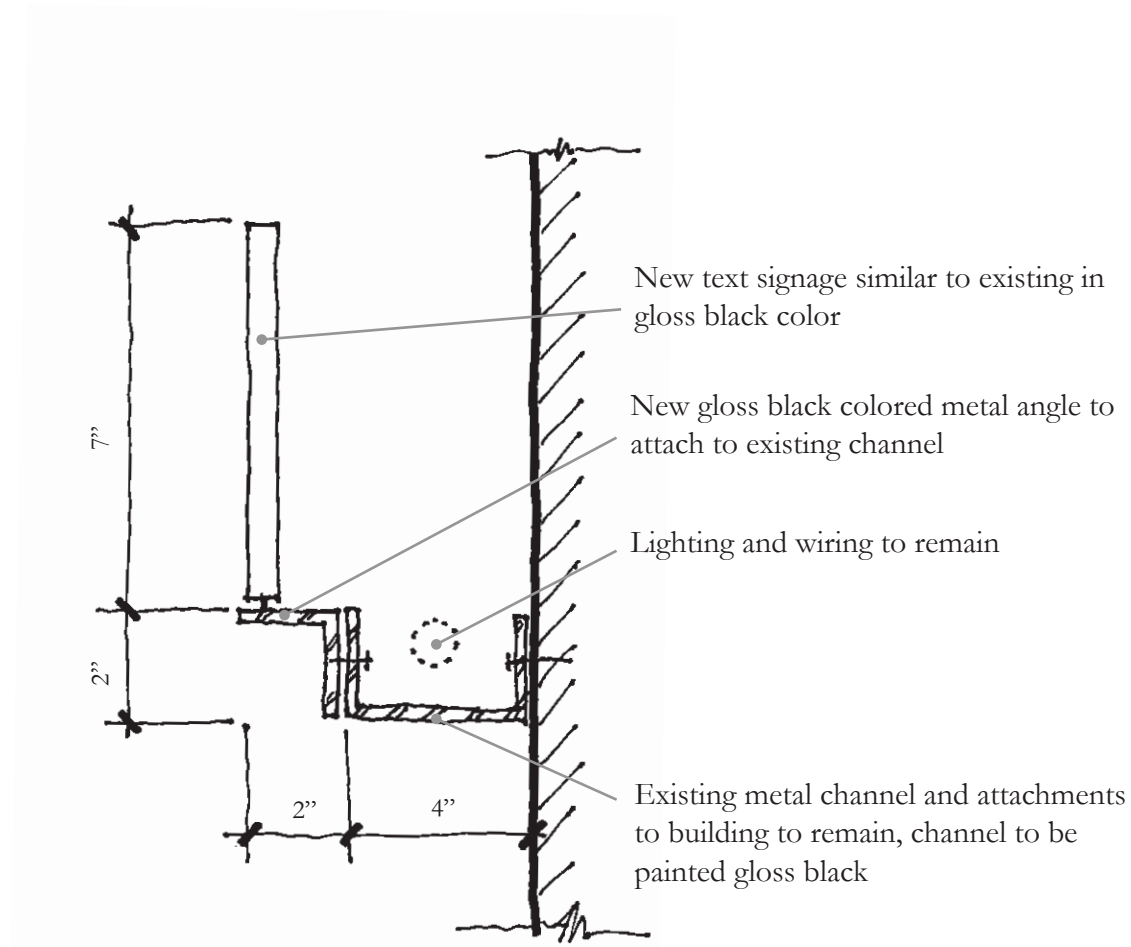 New text signage similar to existing in
gloss black color
New gloss black colored metal angle to
attach to existing channel
7”
Lighting and wiring to remain
2”
2”
4”
Existing metal channel and attachments
to building to remain, channel to be
painted gloss black